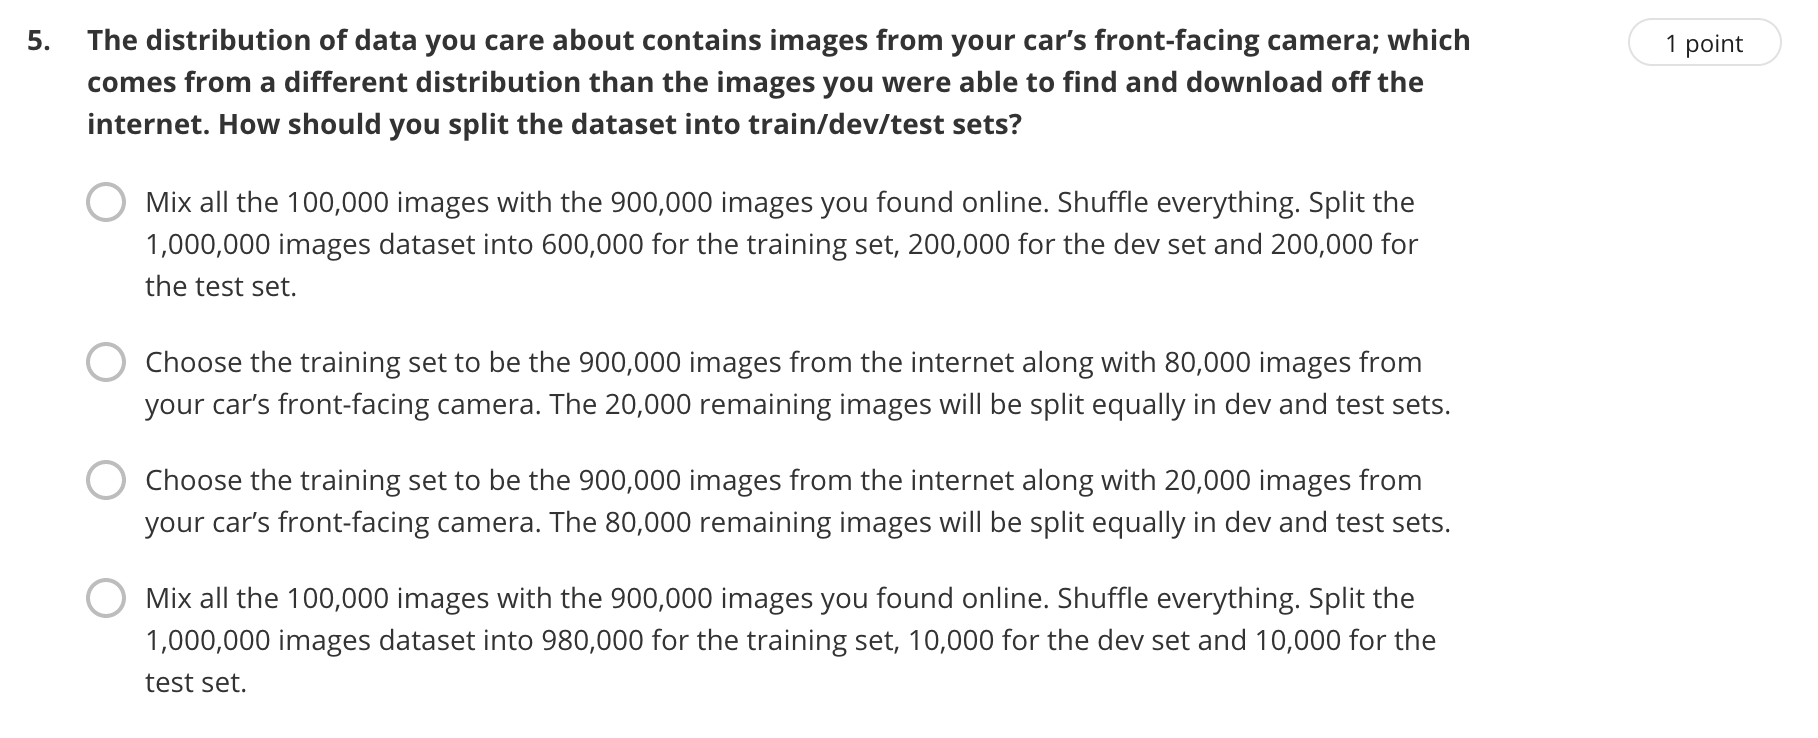 5. The distribution of data you care about contains images from your car’s front-facing camera; which
1 point
comes from a different distribution than the images you were able to find and download off the
internet. How should you split the dataset into train/dev/test sets?
Mix all the 100,000 images with the 900,000 images you found online. Shuffle everything. Split the
1,000,000 images dataset into 600,000 for the training set, 200,000 for the dev set and 200,000 for
the test set.
Choose the training set to be the 900,000 images from the internet along with 80,000 images from
your car’s front-facing camera. The 20,000 remaining images will be split equally in dev and test sets.
Choose the training set to be the 900,000 images from the internet along with 20,000 images from
your car’s front-facing camera. The 80,000 remaining images will be split equally in dev and test sets.
Mix all the 100,000 images with the 900,000 images you found online. Shuffle everything. Split the
1,000,000 images dataset into 980,000 for the training set, 10,000 for the dev set and 10,000 for the
test set.